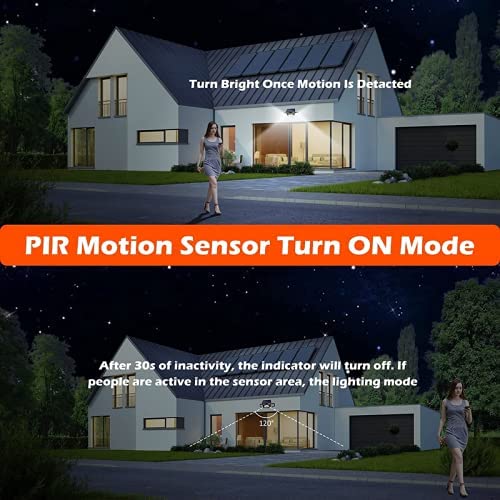 Turn Bright Once Motion Is Detacted
PIR Motion Sensor Turn ON Mode
After 30s of inactivity, the indicator will turn off. If
people are active in the sensor area, the lighting mode
120°